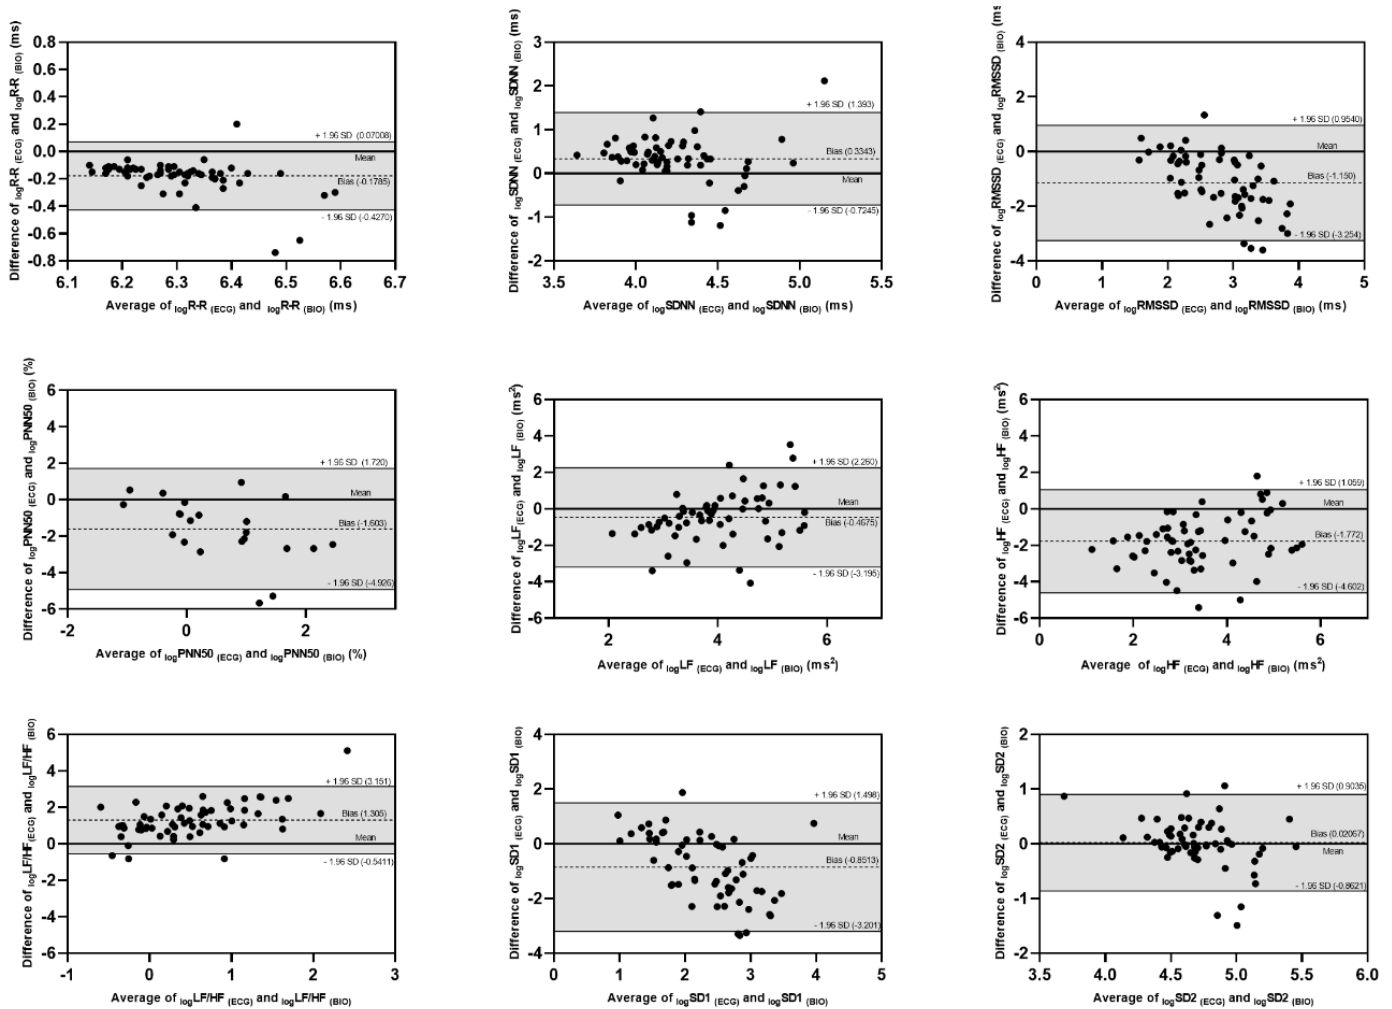 Difference of logR-R (ECG) and logR-R (BIO) (ms)
0.8
0.6
0.4
0.2
0.0
-0.2
-0.4
-0.6
-0.8
+ 1.96 SD (0.07008)
Mean
Bias (-0.1785)
- 1.96 SD (-0.4270)
6.1 6.2 6.3 6.4 6.5 6.6 6.7
Average of logR-R (ECG) and logR-R (BIO) (ms)
Difference of logSDNN (ECG) and logSDNN (BIO) (ms)
3
2
1
0
-1
-2
+ 1.96 SD (1.393)
Bias (0.3343)
Mean
- 1.96 SD (-0.7245)
3.5 4.0 4.5 5.0 5.5
Average of logSDNN (ECG) and logSDNN (BIO) (ms)
Differenec of logRMSSD (ECG) and logRMSSD (BIO) (ms
4
2
0
-2
-4
+ 1.96 SD (0.9540)
Mean
Bias (-1.150)
- 1.96 SD (-3.254)
0 1 2 3 4 5
Average of logRMSSD (ECG) and logRMSSD (BIO) (ms)
Difference of logPNN50 (ECG) and logPNN50 (BIO) (%)
6
4
2
0
-2
-4
-6
+ 1.96 SD (1.720)
Mean
Bias (-1.603)
- 1.96 SD (-4.926)
-2 0 2
Average of logPNN50 (ECG) and logPNN50 (BIO) (%)
Difference of logLF (ECG) and logLF (BIO) (ms2)
6
4
2
0
-2
-4
-6
+ 1.96 SD (2.260)
Mean
Bias (-0.4675)
- 1.96 SD (-3.195)
2 4 6
Average of logLF (ECG) and logLF (BIO) (ms2)
Difference of logHF (ECG) and logHF (BIO) (ms2)
6
4
2
0
-2
-4
-6
+ 1.96 SD (1.059)
Mean
Bias (-1.772)
- 1.96 SD (-4.602)
0 2 4 6
Average of logHF (ECG) and logHF (BIO) (ms2)
Difference of logLF/HF (ECG) and logLF/HF (BIO)
6
4
2
0
-2
-4
-6
+ 1.96 SD (3.151)
Bias (1.305)
Mean
- 1.96 SD (-0.5411)
-1 0 1 2 3
Average of logLF/HF (ECG) and logLF/HF (BIO)
Difference of logSD1 (ECG) and logSD1 (BIO)
4
2
0
-2
-4
+ 1.96 SD (1.498)
Mean
Bias (-0.8513)
- 1.96 SD (-3.201)
0 1 2 3 4 5
Average of logSD1 (ECG) and logSD1 (BIO)
Difference of logSD2 (ECG) and logSD2 (BIO)
2
1
0
-1
-2
+ 1.96 SD (0.9035)
Bias (0.02067)
Mean
- 1.96 SD (-0.8621)
3.5 4.0 4.5 5.0 5.5 6.0
Average of logSD2 (ECG) and logSD2 (BIO)